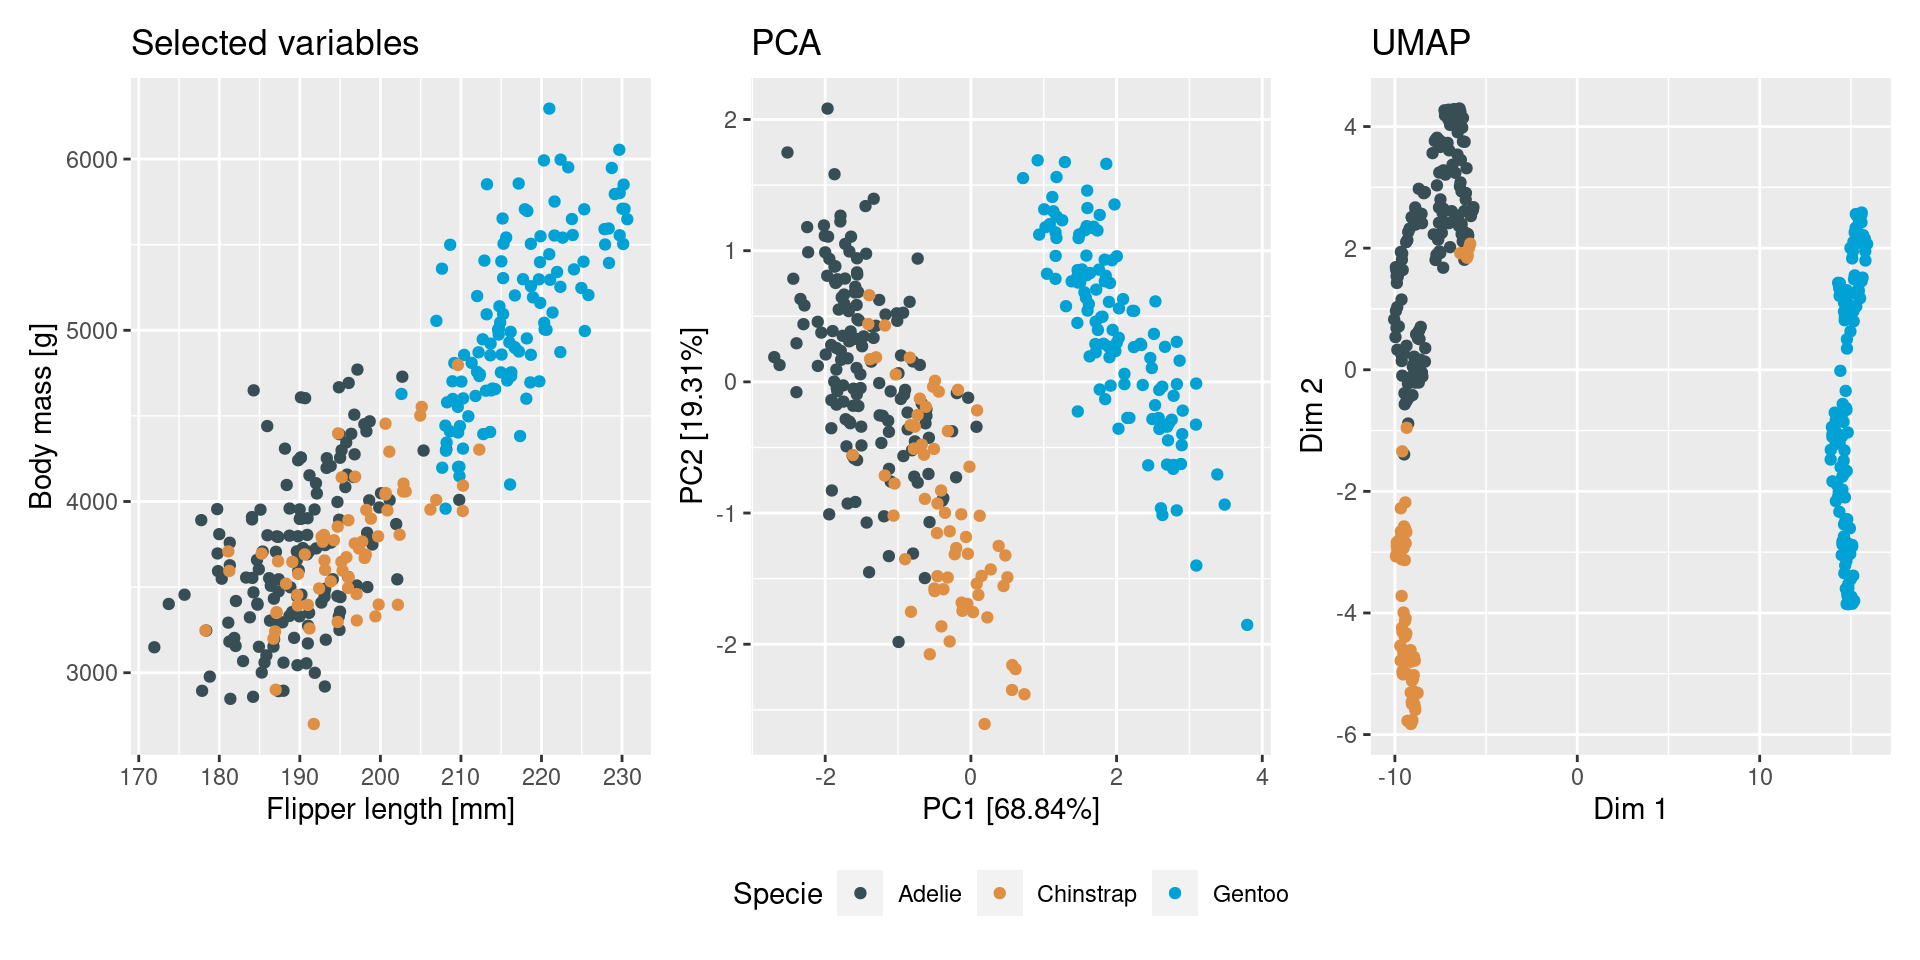 Selected variables
6000
5000
4000
3000
Body mass [g]
170 180 190 200 210 220 230
Flipper length [mm]
PCA
2
1
0
-1
-2
PC2 [19.31%]
-2 0 2 4
PC1 [68.84%]
UMAP
4
2
0
-2
-4
-6
Dim 2
-10 0 10
Dim 1
Specie Adelie Chinstrap Gentoo